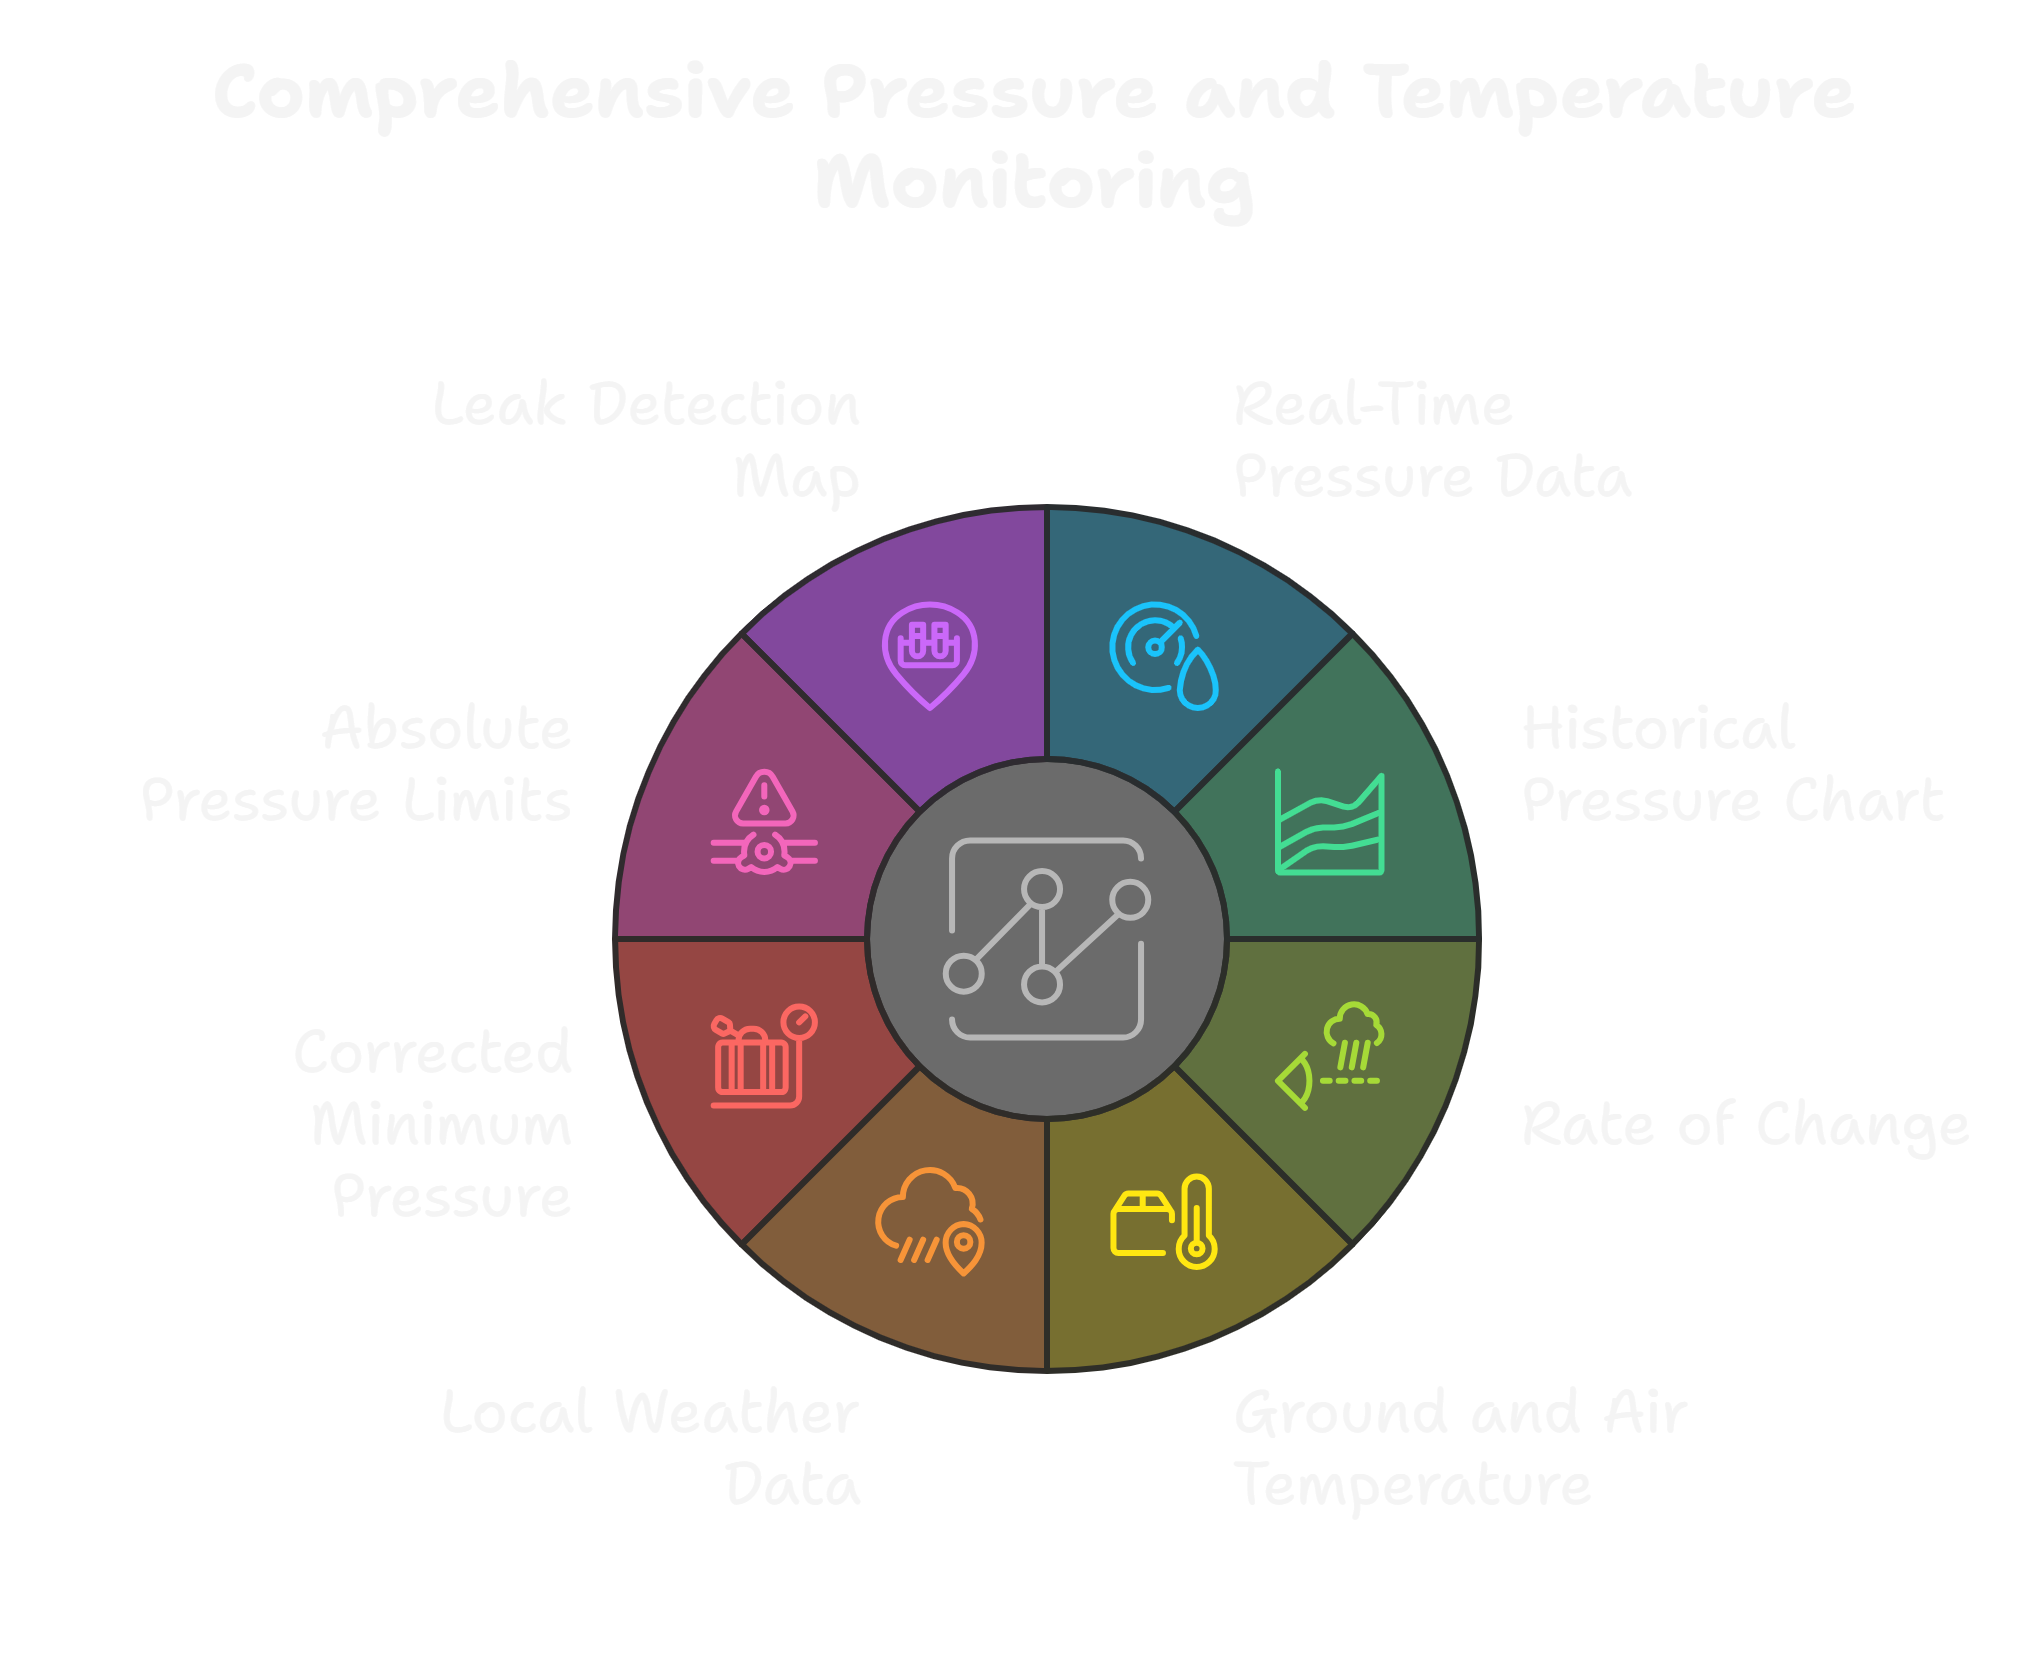 Comprehensive Pressure and Temperature
Monitoring
Leak Detection
Map
Real-Time
Pressure Data
Absolute
Pressure Limits
Historical
Pressure Chart
Corrected
Minimum
Pressure
Rate of Change
Local Weather
Data
Ground and Air
Temperature